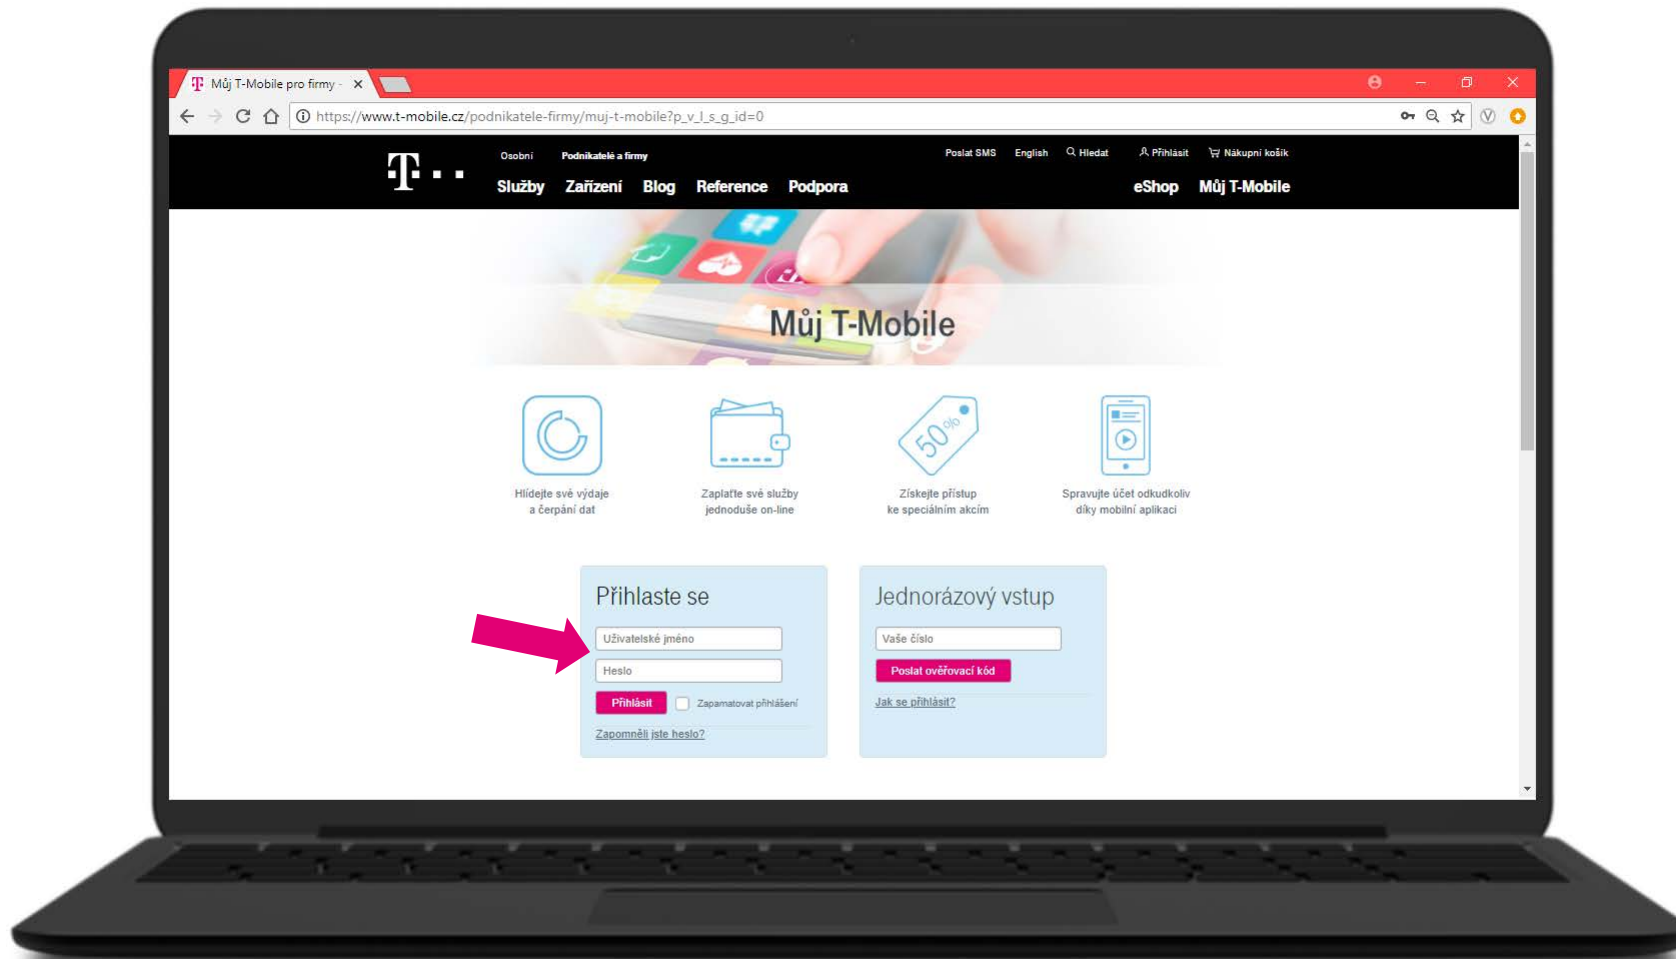 Můj T-Mobile pro firmy -
https://www.t-mobile.cz/podnikatele-firmy/muj-t-mobile?p_v_l_s_g_id=0
Osobní Podnikatelé a firmy Poslat SMS English Hledat Přihlásit Nákupní košík
T
Služby Zařízení Blog Reference Podpora eShop Můj T-Mobile
Můj T-Mobile
50%
Hlídejte své výdaje
a čerpání dat
Zaplaťte své služby
jednoduše on-line
Získejte přístup
ke speciálním akcím
Spravujte účet odkudkoliv
díky mobilní aplikaci
Přihlaste se
Uživatelské jméno
Heslo
Přihlásit Zapamatovat přihlášení
Zapomněli jste heslo?
Jednorázový vstup
Vaše číslo
Poslat ověřovací kód
Jak se přihlásit?